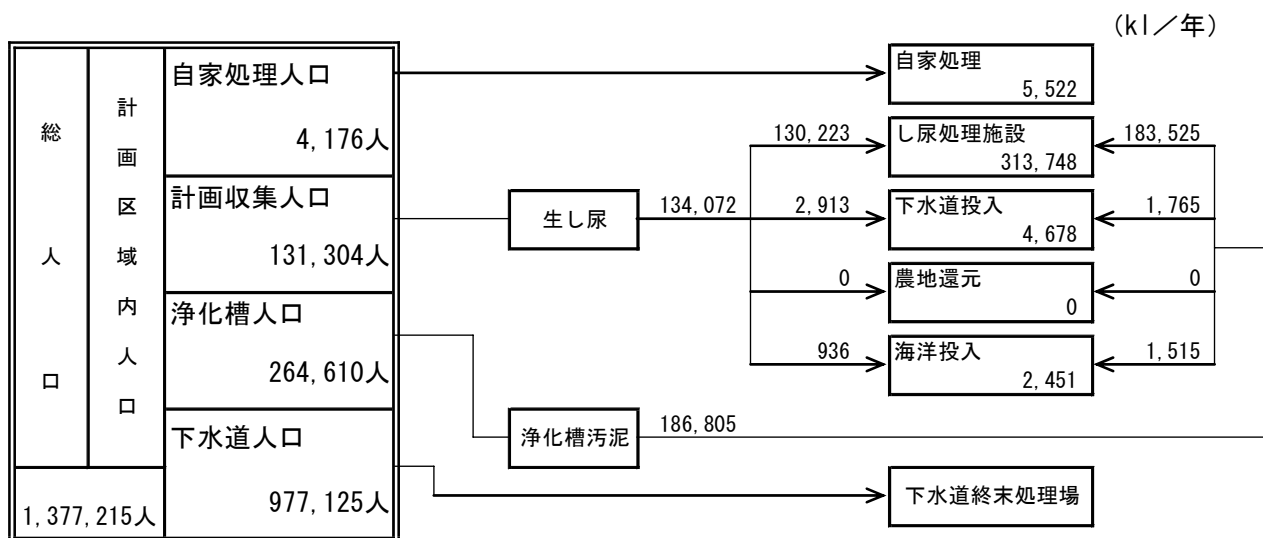 (kl／年)
総人口
計画区域内人口
1,377,215人
自家処理人口
4,176人
計画収集人口
131,304人
浄化槽人口
264,610人
下水道人口
977,125人
生し尿
134,072
浄化槽汚泥
186,805
130,223
2,913
0
936
自家処理
5,522
し尿処理施設
313,748
下水道投入
4,678
農地還元
0
海洋投入
2,451
下水道終末処理場
183,525
1,765
0
1,515